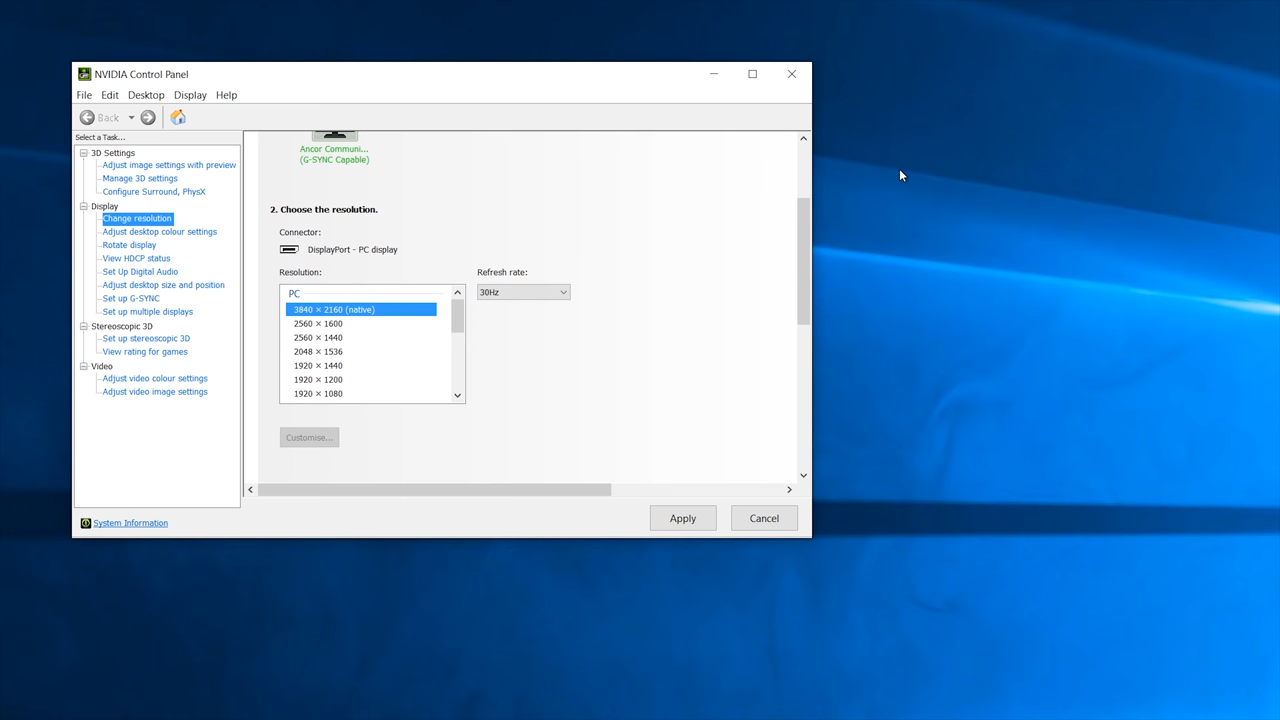 NVIDIA Control Panel
File Edit Desktop Display Help
Back
Select a Task...
3D Settings
Adjust image settings with preview
Manage 3D settings
Configure Surround, PhysX
Display
Change resolution
Adjust desktop colour settings
Rotate display
View HDCP status
Set Up Digital Audio
Adjust desktop size and position
Set up G-SYNC
Set up multiple displays
Stereoscopic 3D
Set up stereoscopic 3D
View rating for games
Video
Adjust video colour settings
Adjust video image settings
System Information
Ancor Communi...
(G-SYNC Capable)
2. Choose the resolution.
Connector:
DisplayPort - PC display
Resolution:
Refresh rate:
PC
30Hz
3840 × 2160 (native)
2560 × 1600
2560 × 1440
2048 × 1536
1920 × 1440
1920 × 1200
1920 × 1080
Customise...
Apply
Cancel